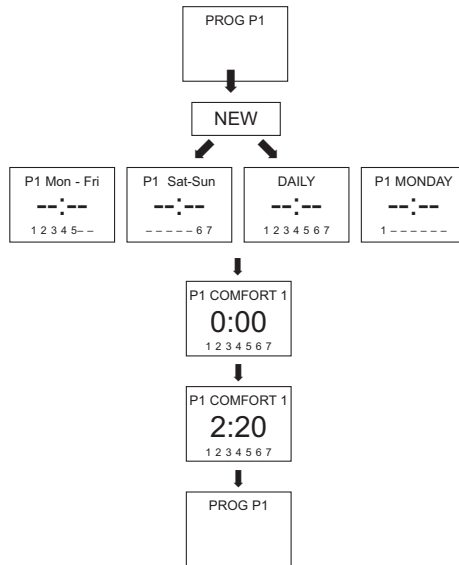 PROG P1
NEW
P1 Mon - Fri
--:--
1 2 3 4 5 – –
P1 Sat-Sun
--:--
– – – – – 6 7
DAILY
--:--
1 2 3 4 5 6 7
P1 MONDAY
--:--
1 – – – – – –
P1 COMFORT 1
0:00
1 2 3 4 5 6 7
P1 COMFORT 1
2:20
1 2 3 4 5 6 7
PROG P1